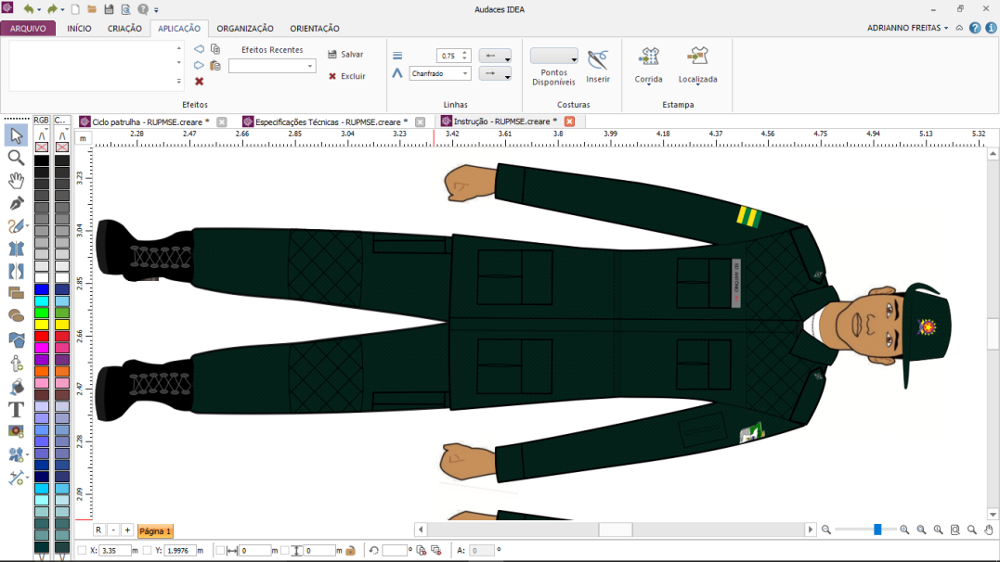 Audaces IDEA
ARQUIVO INÍCIO CRIAÇÃO APLICAÇÃO ORGANIZAÇÃO ORIENTAÇÃO ADRIANNO FREITAS
Efeitos Recentes Salvar
Excluir
0,75
Chanfrado
Pontos Disponíveis Inserir
Corrida Localizada
Efeitos Linhas Costuras Estampa
RGB C... Ciclo patrulha - RUPMSE.creare * Especificações Técnicas - RUPMSE.creare * Instrução - RUPMSE.creare *
m 2.28 2.47 2.66 2.85 3.04 3.23 3.42 3.61 3.8 3.99 4.18 4.37 4.56 4.75 4.94 5.13 5.32
3.23
3.04
2.85
2.66
2.47
2.28
2.09
T
R - + Página 1
X: 3.35 m Y: 1.9976 m 0 m 0 m º A: 0 º